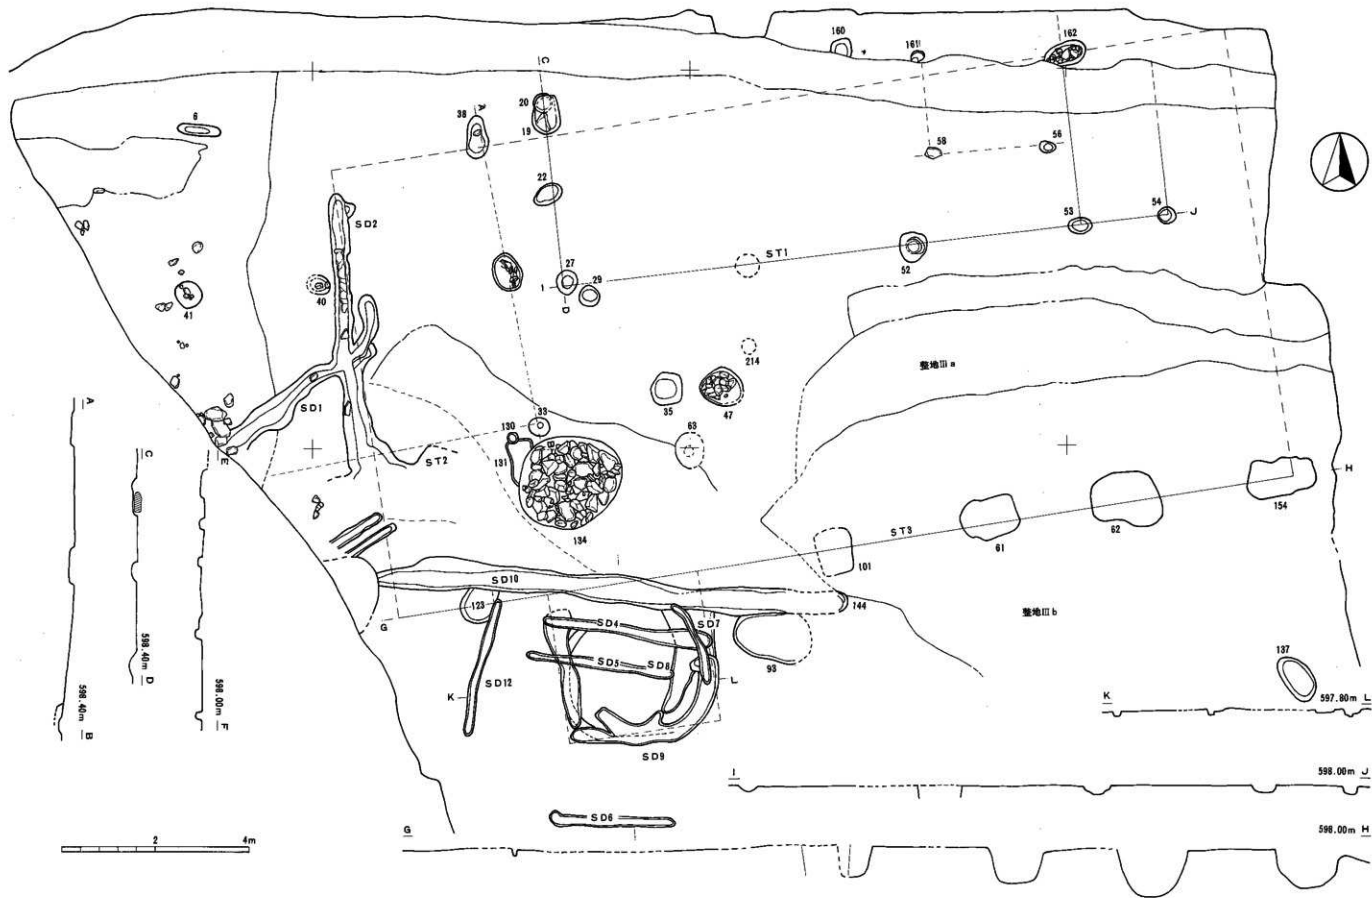 160
161
162
C
20
19
A
38
6
58
56
22
53
54
J
SD2
ST1
52
27
29
I
D
40
41
214
整地Ⅲa
35
47
SD1
33
63
130
B
131
E
ST2
H
154
A
C
134
ST3
61
62
101
SD10
123
144
整地Ⅲb
G
SD4
SD7
93
SD5
SD8
137
K
SD12
L
K
597.80m L
598.40m D
598.00m F
598.40m B
SD9
I
598.00m J
SD6
G
598.00m H
2
4m